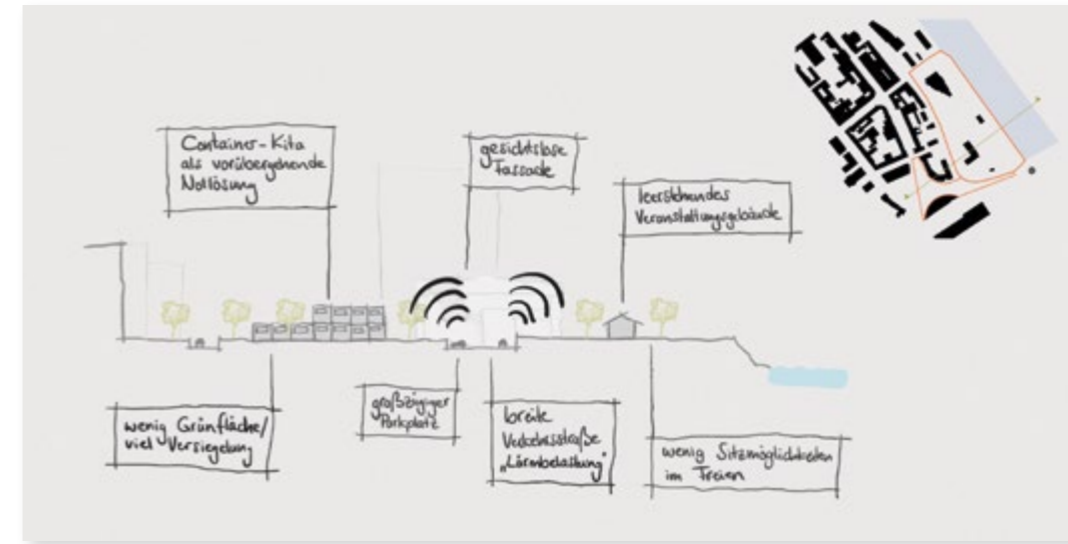 Container-Kita
als vorübergehende
Notlösung
gesichtslose
Fassade
leerstehendes
Veranstaltungsgebäude
wenig Grünfläche/
viel Versiegelung
großzügiger
Parkplatz
breite
Verkehrsstraße
„Lärmbelastung"
wenig Sitzmöglichkeiten
im Freien